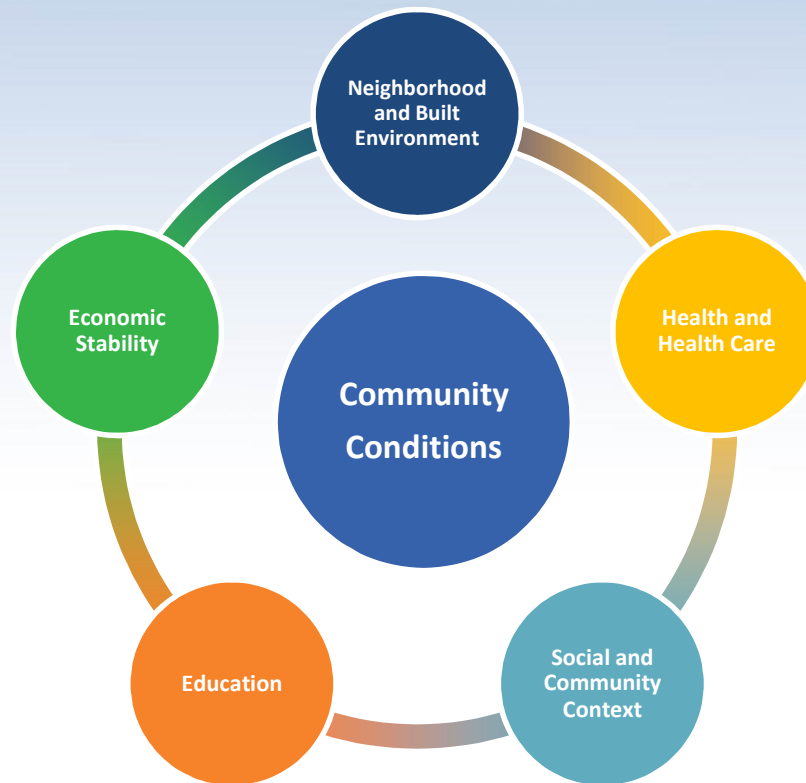 Neighborhood
and Built
Environment
Economic
Stability
Health and
Health Care
Community
Conditions
Education
Social and
Community
Context